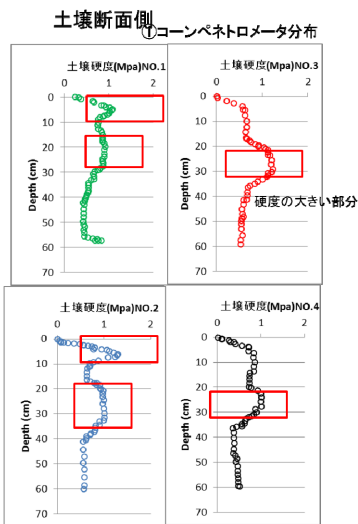 土壌断面側
①コーンペネトロメータ分布
土壌硬度(Mpa)NO.1
0 1 2
0
10
20
30
40
50
60
70
Depth (cm)
土壌硬度(Mpa)NO.3
0 1 2
0
10
20
30
40
50
60
70
Depth (cm)
硬度の大きい部分
土壌硬度(Mpa)NO.2
0 1 2
0
10
20
30
40
50
60
70
Depth (cm)
土壌硬度(Mpa)NO.4
0 1 2
0
10
20
30
40
50
60
70
Depth (cm)